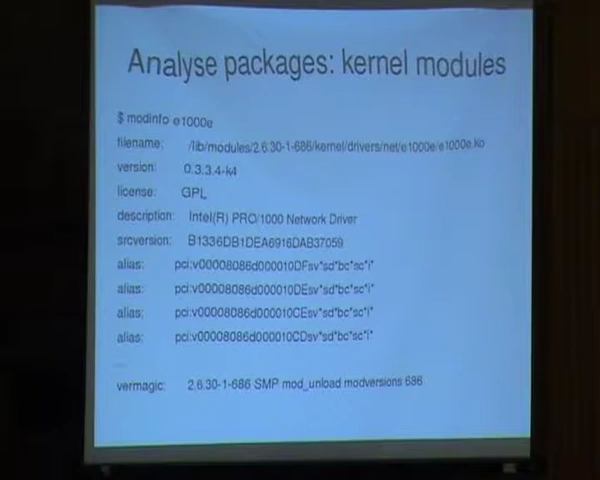 Analyse packages: kernel modules
$ modinfo e1000e
filename: /lib/modules/2.6.30-1-686/kernel/drivers/net/e1000e/e1000e.ko
version: 0.3.3.4-k4
license: GPL
description: Intel(R) PRO/1000 Network Driver
srcversion: B1336DB1DEA6916DAB37059
alias: pci:v00008086d000010DFsv*sd*bc*sc*i*
alias: pci:v00008086d000010DEsv*sd*bc*sc*i*
alias: pci:v00008086d000010CEsv*sd*bc*sc*i*
alias: pci:v00008086d000010CDsv*sd*bc*sc*i*
...
vermagic: 2.6.30-1-686 SMP mod_unload modversions 686